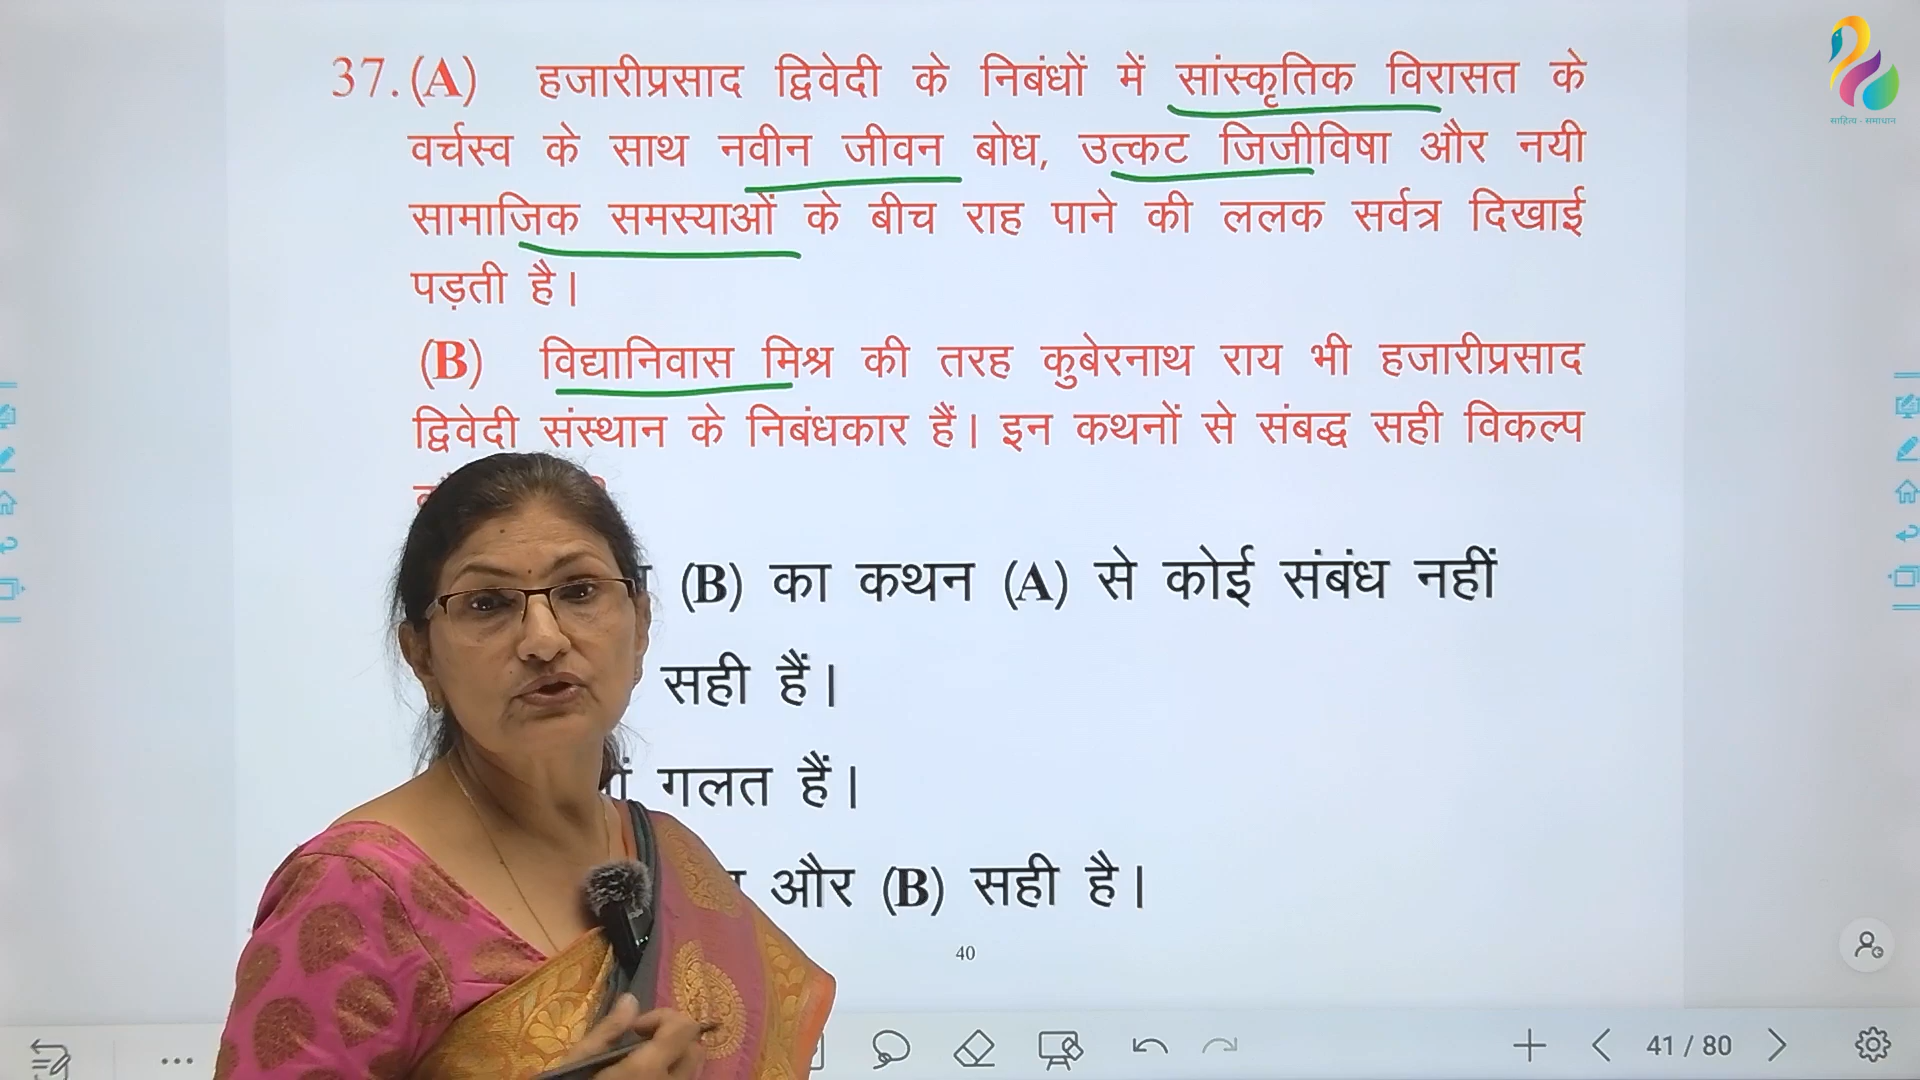 साहित्य - समाधान
37. (A) हजारीप्रसाद द्विवेदी के निबंधों में सांस्कृतिक विरासत के
वर्चस्व के साथ नवीन जीवन बोध, उत्कट जिजीविषा और नयी
सामाजिक समस्याओं के बीच राह पाने की ललक सर्वत्र दिखाई
पड़ती है।
(B) विद्यानिवास मिश्र की तरह कुबेरनाथ राय भी हजारीप्रसाद
द्विवेदी संस्थान के निबंधकार हैं। इन कथनों से संबद्ध सही विकल्प
(B) का कथन (A) से कोई संबंध नहीं
सही हैं।
गलत हैं।
और (B) सही है।
40
41 / 80